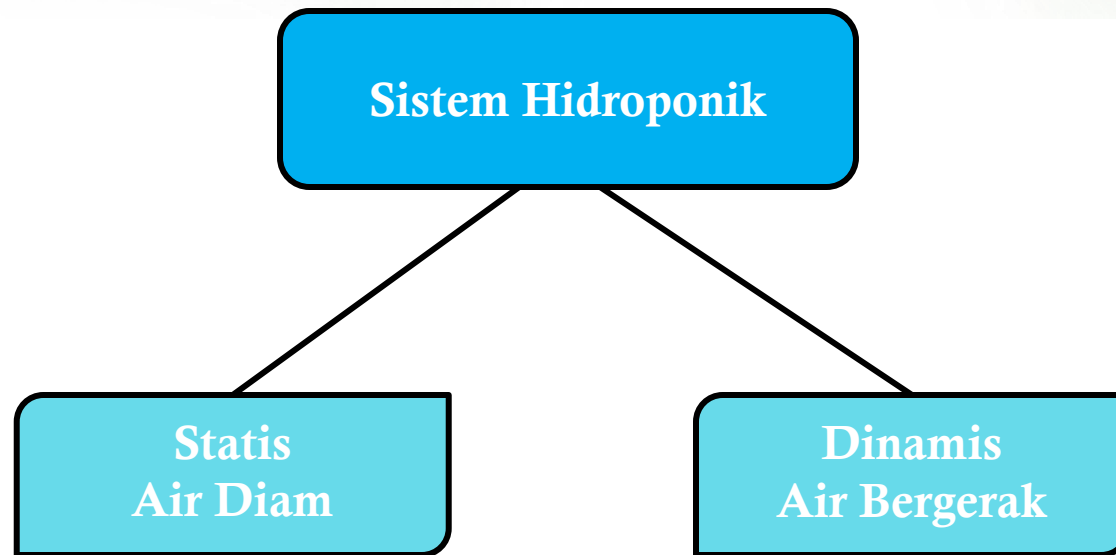 Sistem Hidroponik
Statis
Air Diam
Dinamis
Air Bergerak